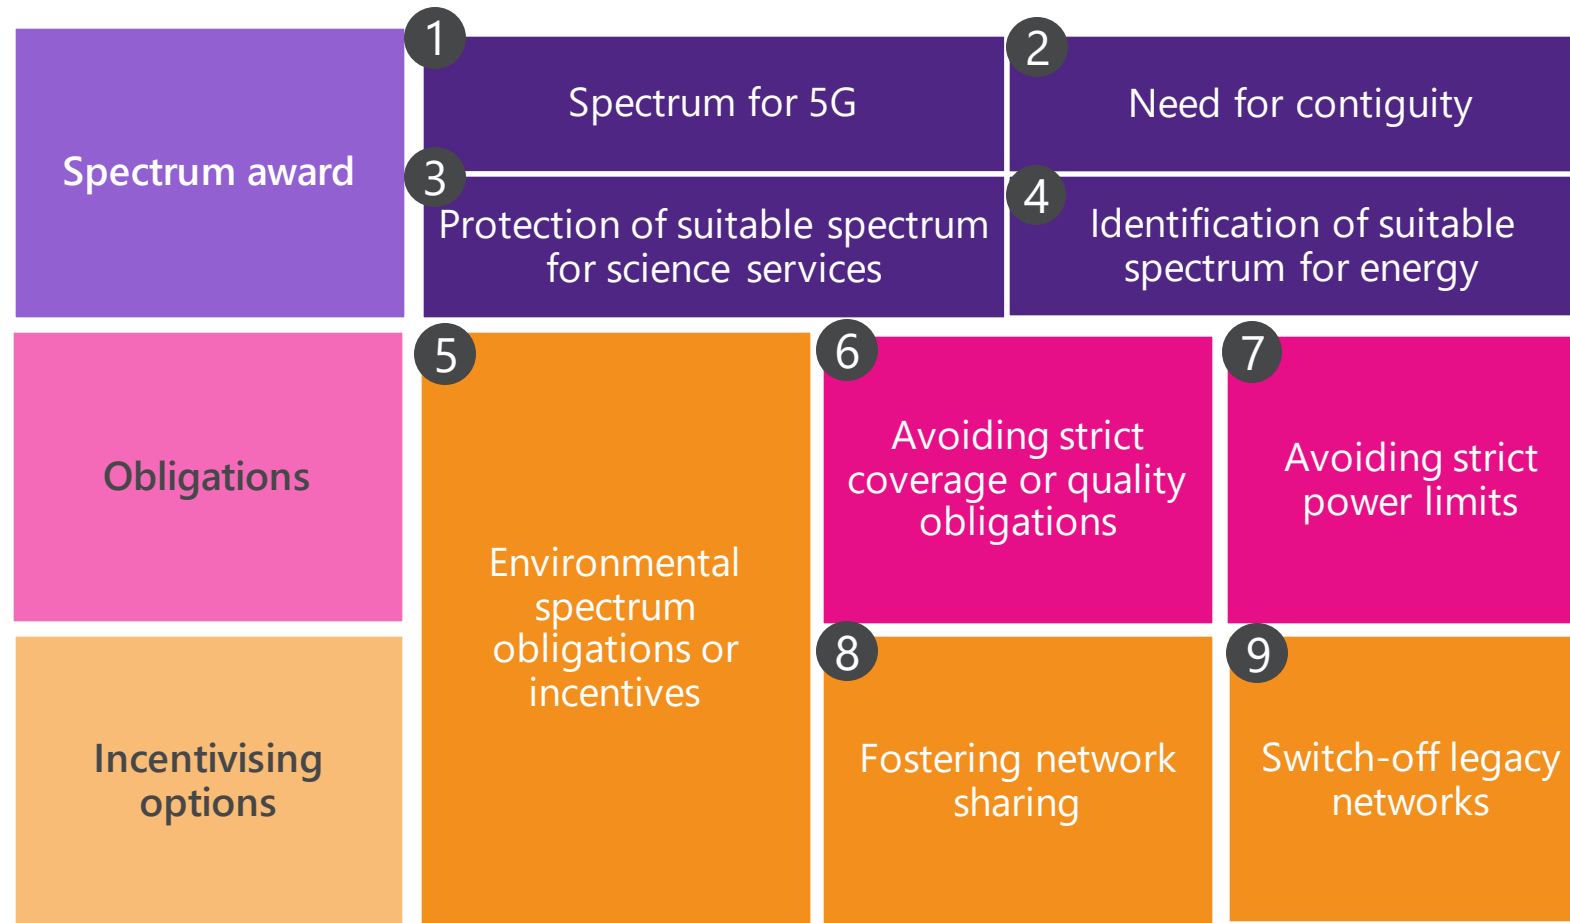 1
Spectrum for 5G
2
Need for contiguity
Spectrum award
3
Protection of suitable spectrum
for science services
4
Identification of suitable
spectrum for energy
Obligations
5
Environmental
spectrum
obligations or
incentives
6
Avoiding strict
coverage or quality
obligations
7
Avoiding strict
power limits
Incentivising
options
8
Fostering network
sharing
9
Switch-off legacy
networks